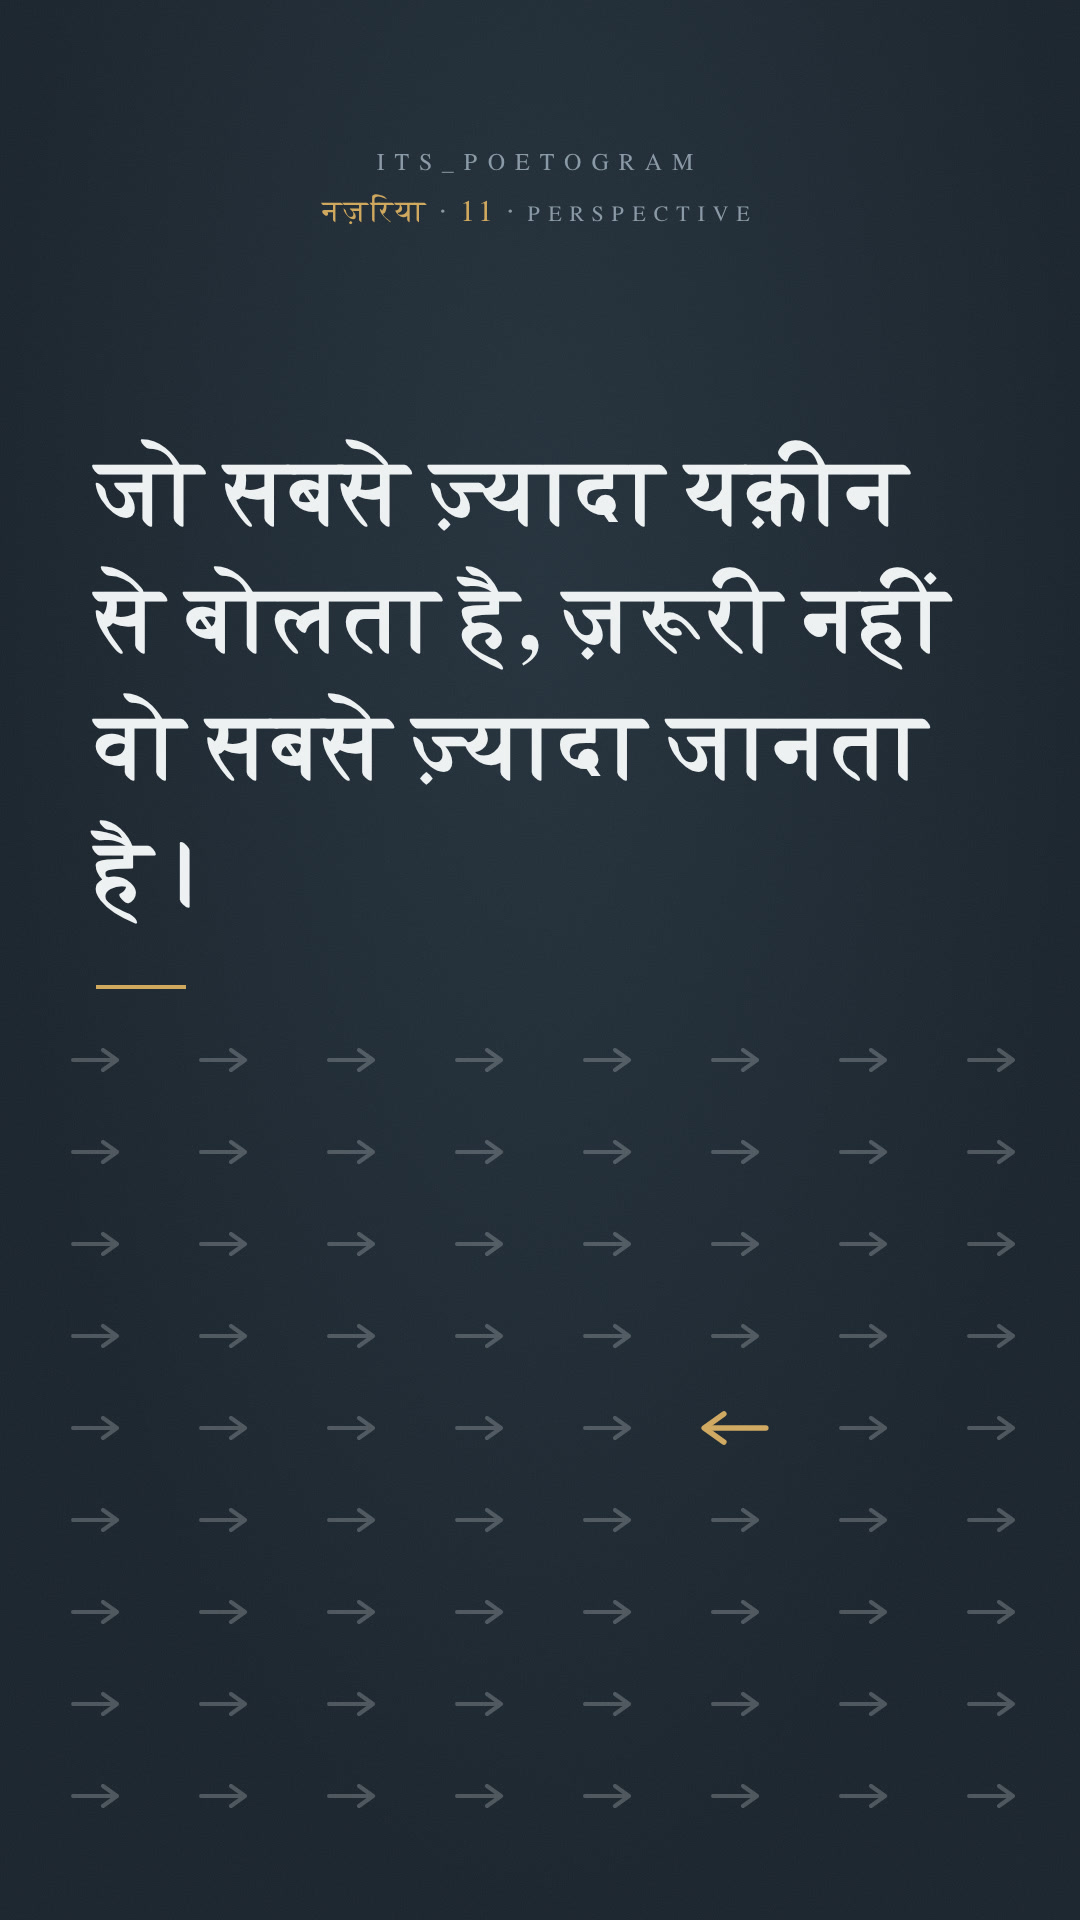 ITS_POETOGRAM
नज़रिया · 11 · PERSPECTIVE
जो सबसे ज़्यादा यक़ीन
से बोलता है, ज़रूरी नहीं
वो सबसे ज़्यादा जानता
है।